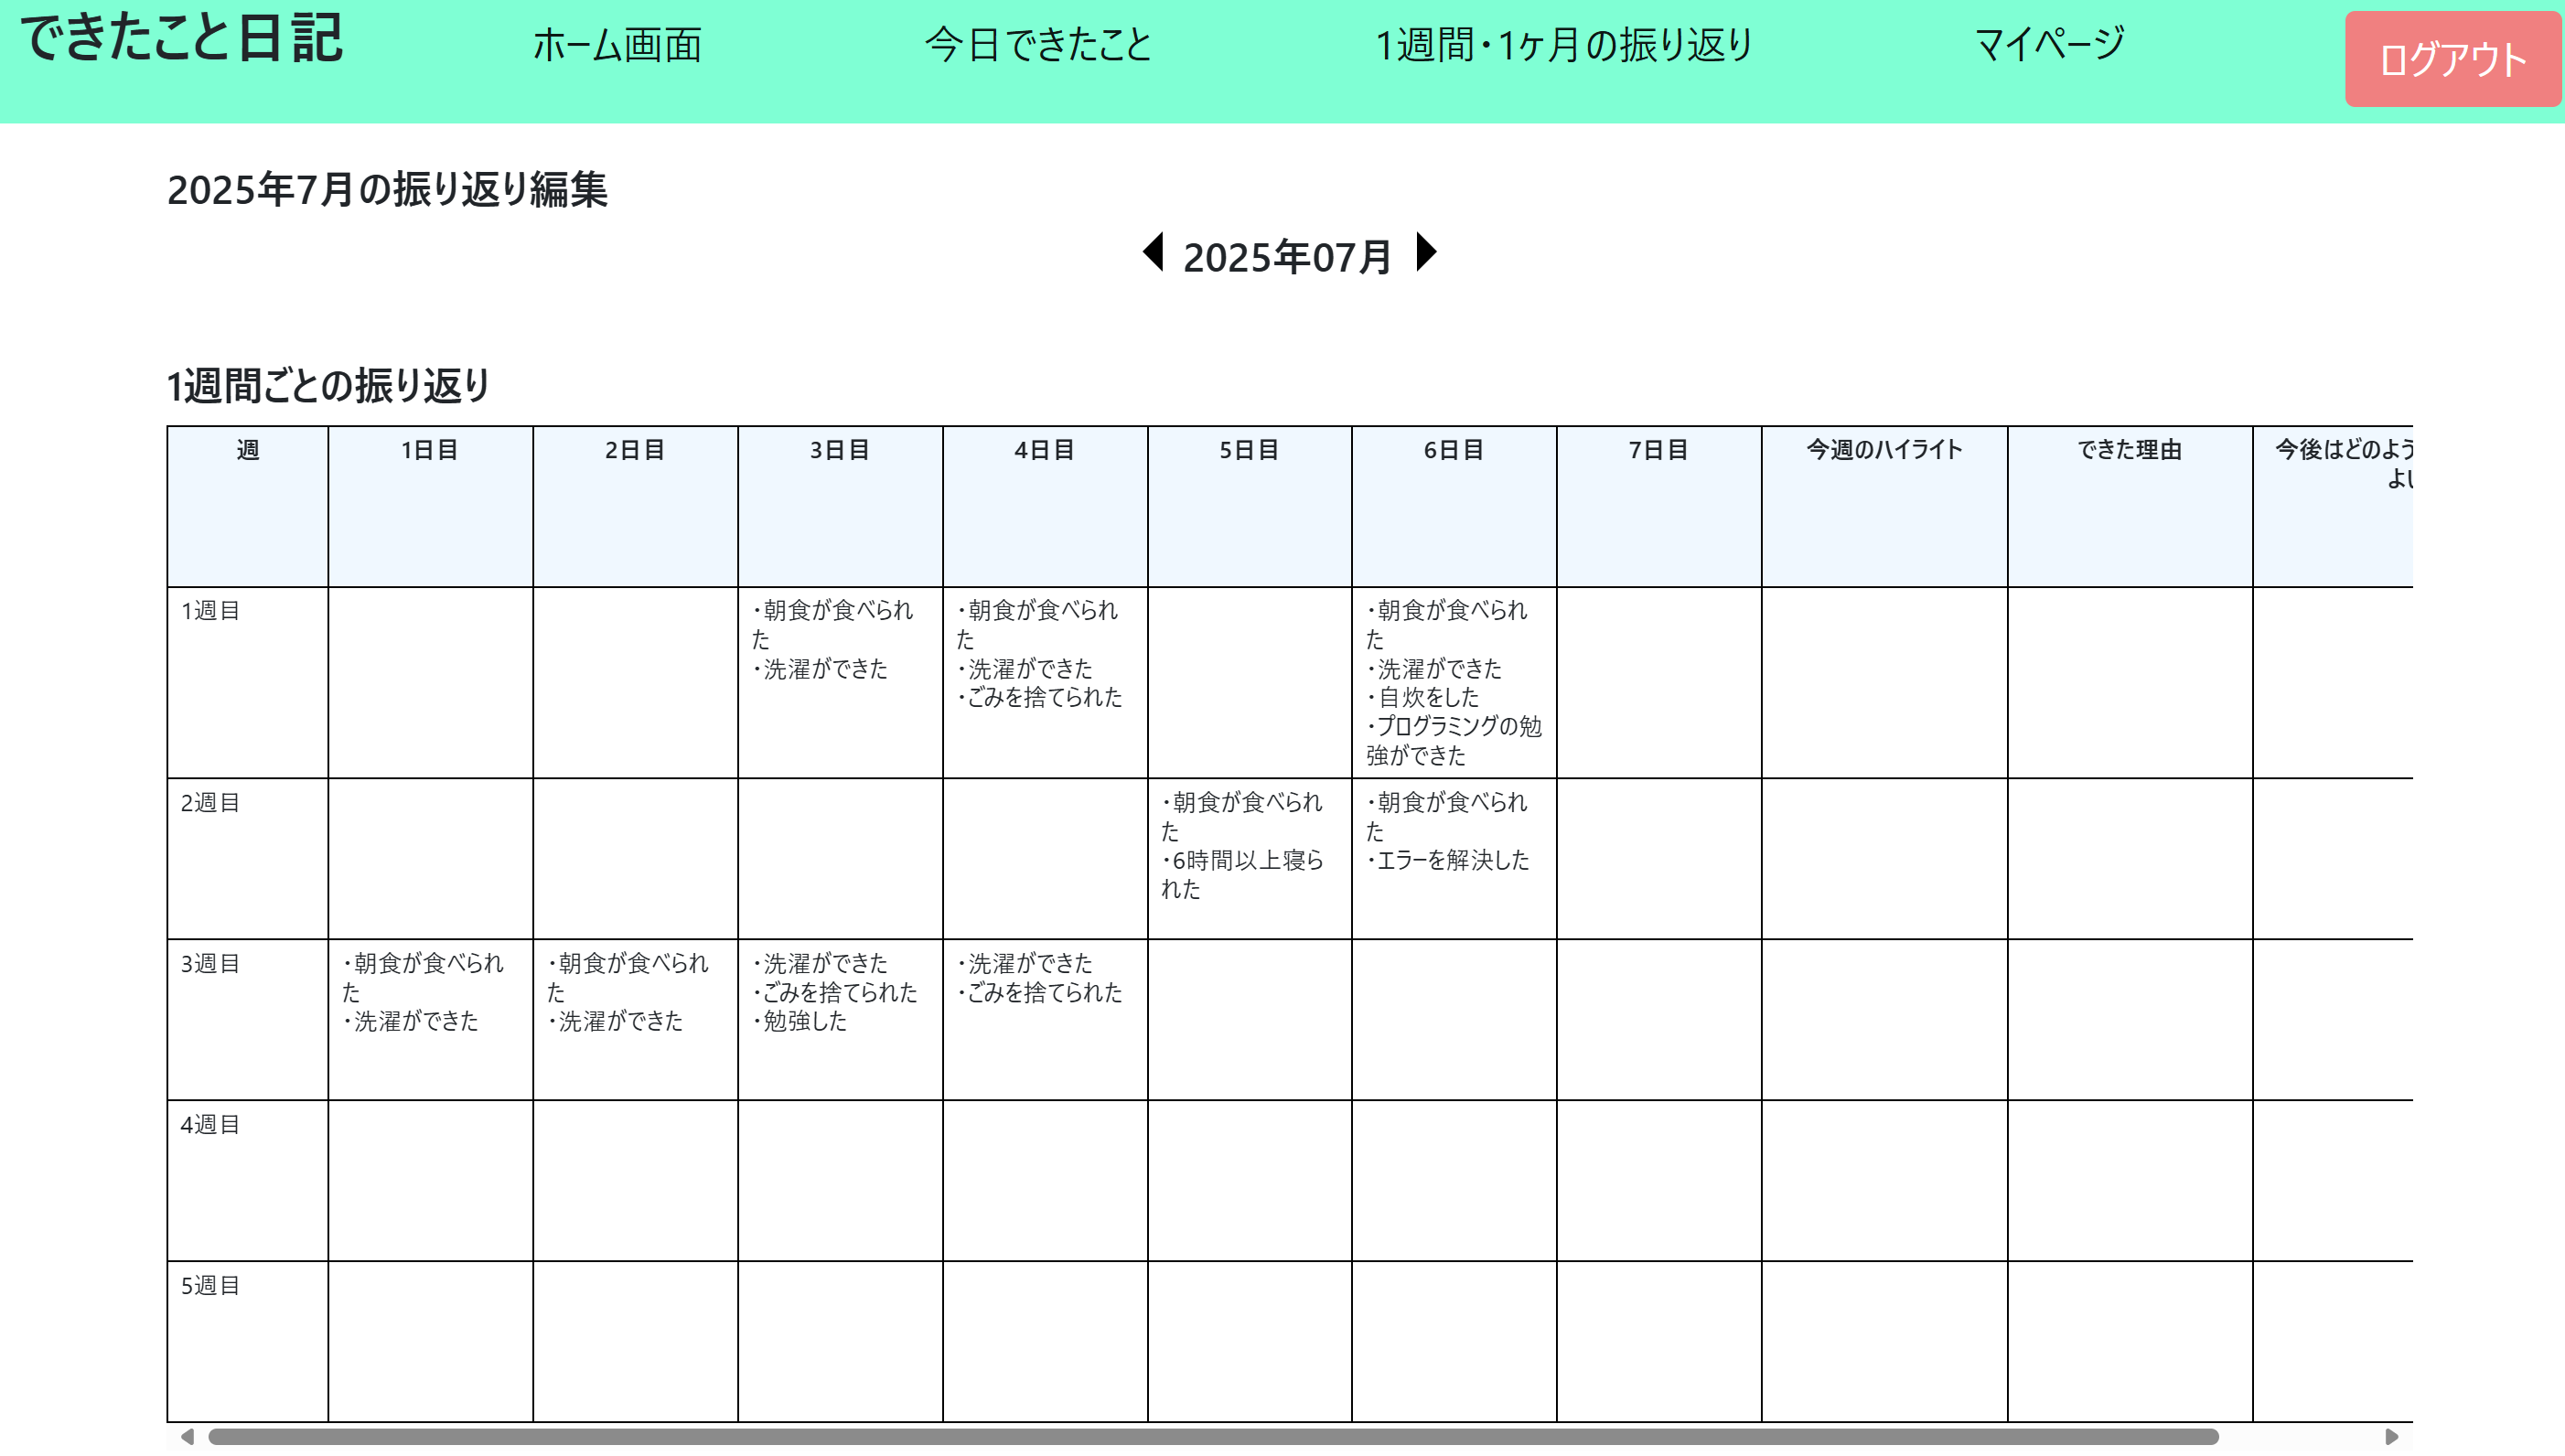 できたこと日記
ホーム画面
今日できたこと
1週間・1ヶ月の振り返り
マイページ
ログアウト
2025年7月の振り返り編集
2025年07月
1週間ごとの振り返り
週
1日目
2日目
3日目
4日目
5日目
6日目
7日目
今週のハイライト
できた理由
今後はどのよう
よ
1週目
・朝食が食べられ
た
・洗濯ができた
・朝食が食べられ
た
・洗濯ができた
・ごみを捨てられた
・朝食が食べられ
た
・洗濯ができた
・自炊をした
・プログラミングの勉
強ができた
2週目
・朝食が食べられ
た
・6時間以上寝ら
れた
・朝食が食べられ
た
・エラーを解決した
3週目
・朝食が食べられ
た
・洗濯ができた
・朝食が食べられ
た
・洗濯ができた
・洗濯ができた
・ごみを捨てられた
・勉強した
・洗濯ができた
・ごみを捨てられた
4週目
5週目